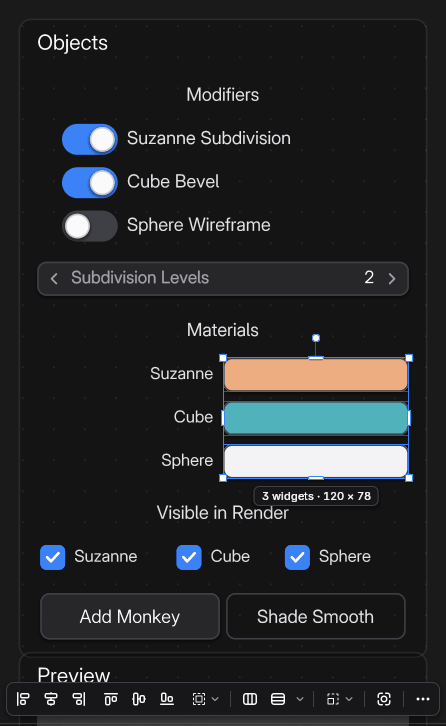 Objects
Modifiers
Suzanne Subdivision
Cube Bevel
Sphere Wireframe
Subdivision Levels 2
Materials
Suzanne
Cube
Sphere
3 widgets · 120 × 78
Visible in Render
Suzanne Cube Sphere
Add Monkey Shade Smooth
Preview